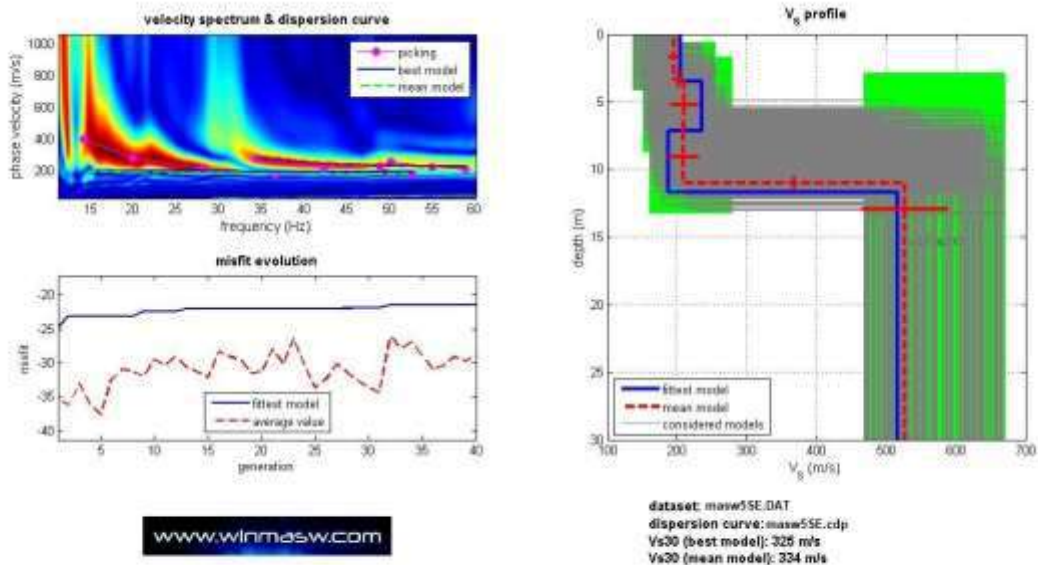 velocity spectrum & dispersion curve
phase velocity (m/s)
1000
800
600
400
200
picking
best model
mean model
15 20 25 30 35 40 45 50 55 60
frequency (Hz)
misfit evolution
misfit
-20
-25
-30
-35
-40
fittest model
average value
5 10 15 20 25 30 35 40
generation
www.winmasw.com
VS profile
depth (m)
0
5
10
15
20
25
30
fittest model
mean model
considered models
100 200 300 400 500 600 700
VS (m/s)
dataset: masw5SE.DAT
dispersion curve: masw5SE.cdp
Vs30 (best model): 326 m/s
Vs30 (mean model): 334 m/s